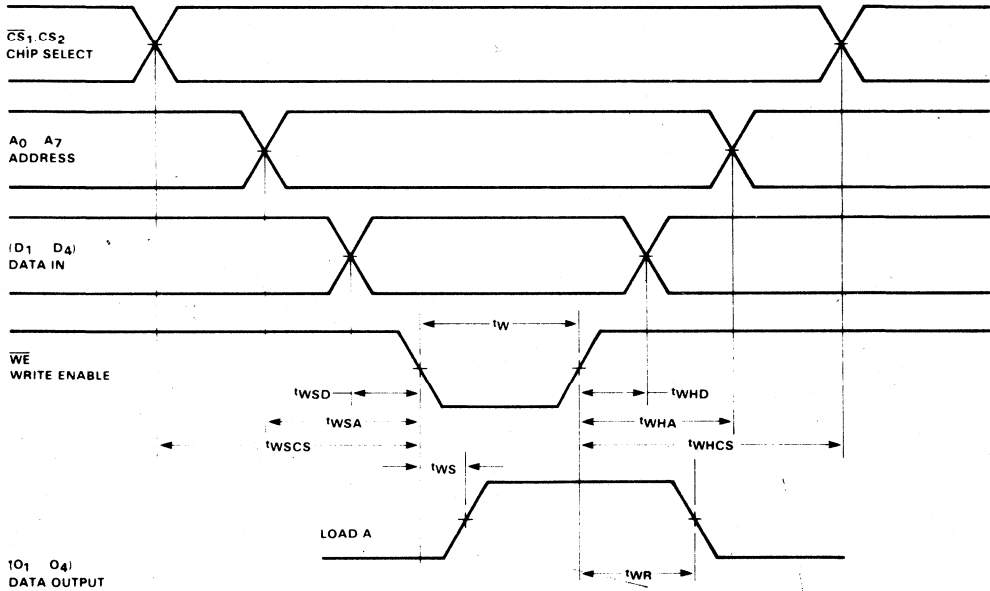 CS1. CS2
CHIP SELECT
A0 A7
ADDRESS
(D1 D4)
DATA IN
tW
WE
WRITE ENABLE
tWSD
tWHD
tWSA
tWHA
tWSCS
tWHCS
tWS
LOAD A
(O1 O4)
DATA OUTPUT
tWR